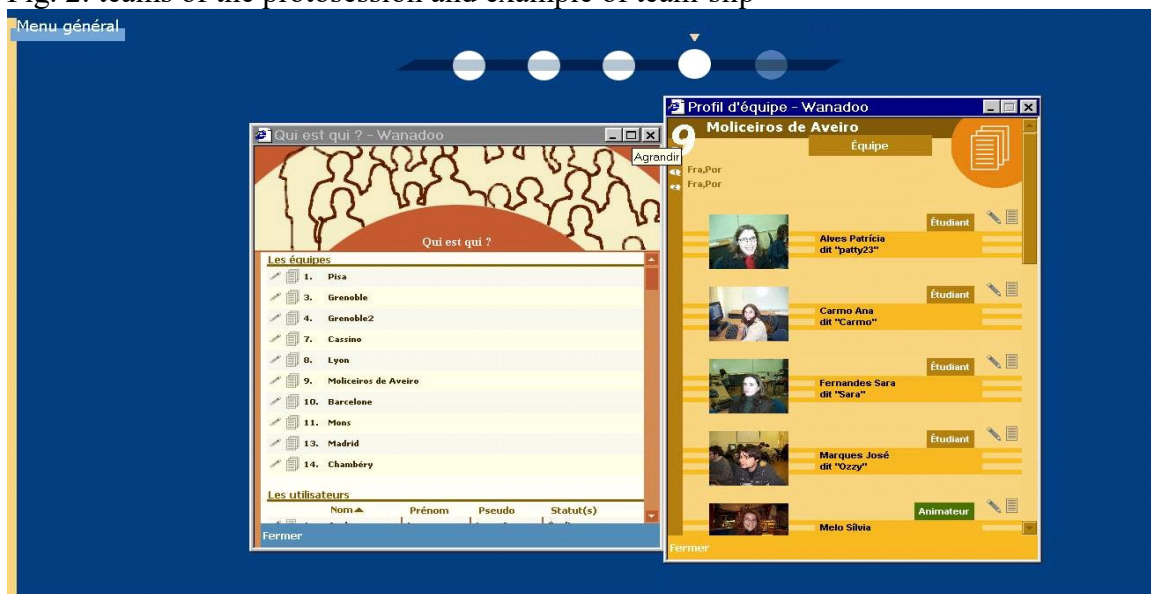 Fig. 2: teams of the protosession and example of team-slip
Menu général
Qui est qui ? - Wanadoo
Agrandir
Qui est qui ?
Les équipes
1. Pisa
3. Grenoble
4. Grenoble2
7. Cassino
8. Lyon
9. Moliceiros de Aveiro
10. Barcelone
11. Mons
13. Madrid
14. Chambéry
Les utilisateurs
Nom Prénom Pseudo Statut(s)
Fermer
Profil d'équipe - Wanadoo
9 Moliceiros de Aveiro
Équipe
Fra,Por
Fra,Por
Étudiant
Alves Patrícia
dit "patty23"
Étudiant
Carmo Ana
dit "Carmo"
Étudiant
Fernandes Sara
dit "Sara"
Étudiant
Marques José
dit "Ozzy"
Animateur
Melo Sílvia
Fermer